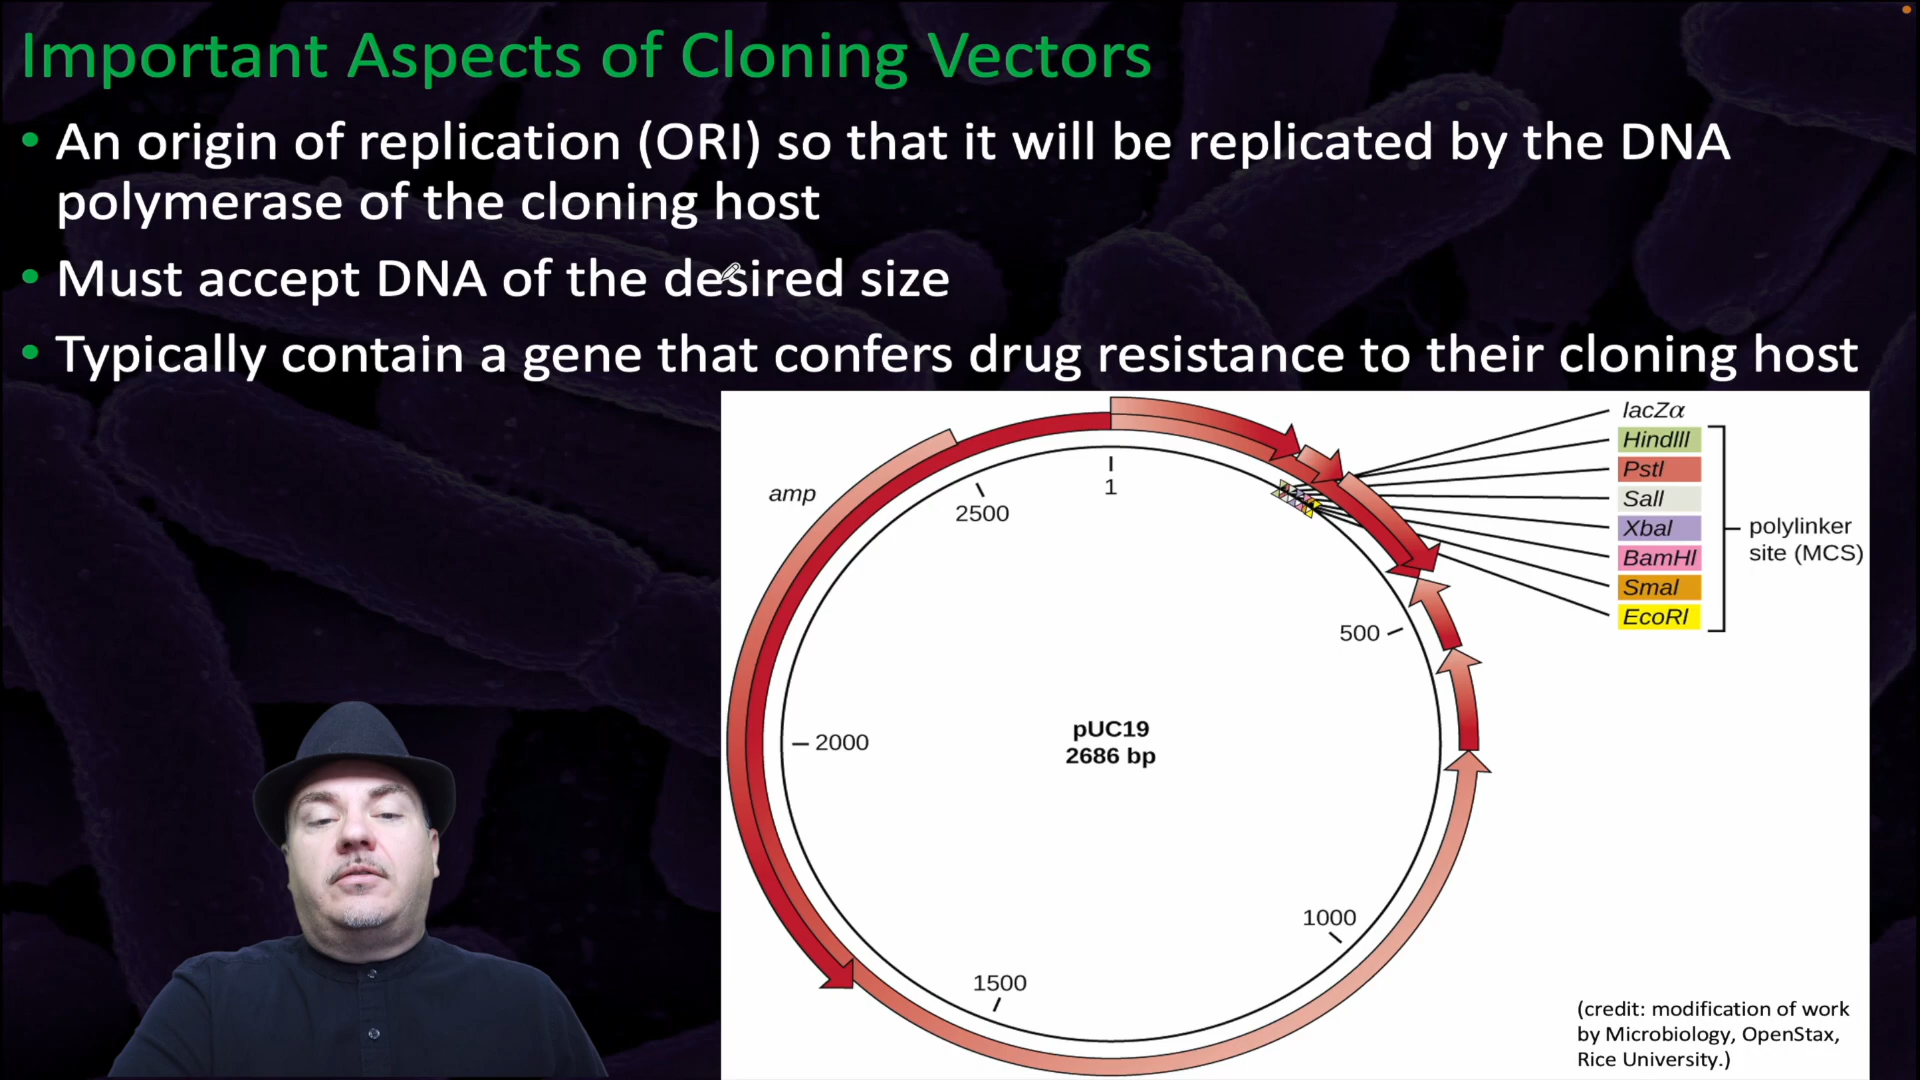 Important Aspects of Cloning Vectors
• An origin of replication (ORI) so that it will be replicated by the DNA
polymerase of the cloning host
• Must accept DNA of the desired size
• Typically contain a gene that confers drug resistance to their cloning host
lacZα
HindIII
PstI
SalI
XbaI
BamHI
SmaI
EcoRI
polylinker
site (MCS)
amp
1
2500
500
2000
pUC19
2686 bp
1000
1500
(credit: modification of work
by Microbiology, OpenStax,
Rice University.)